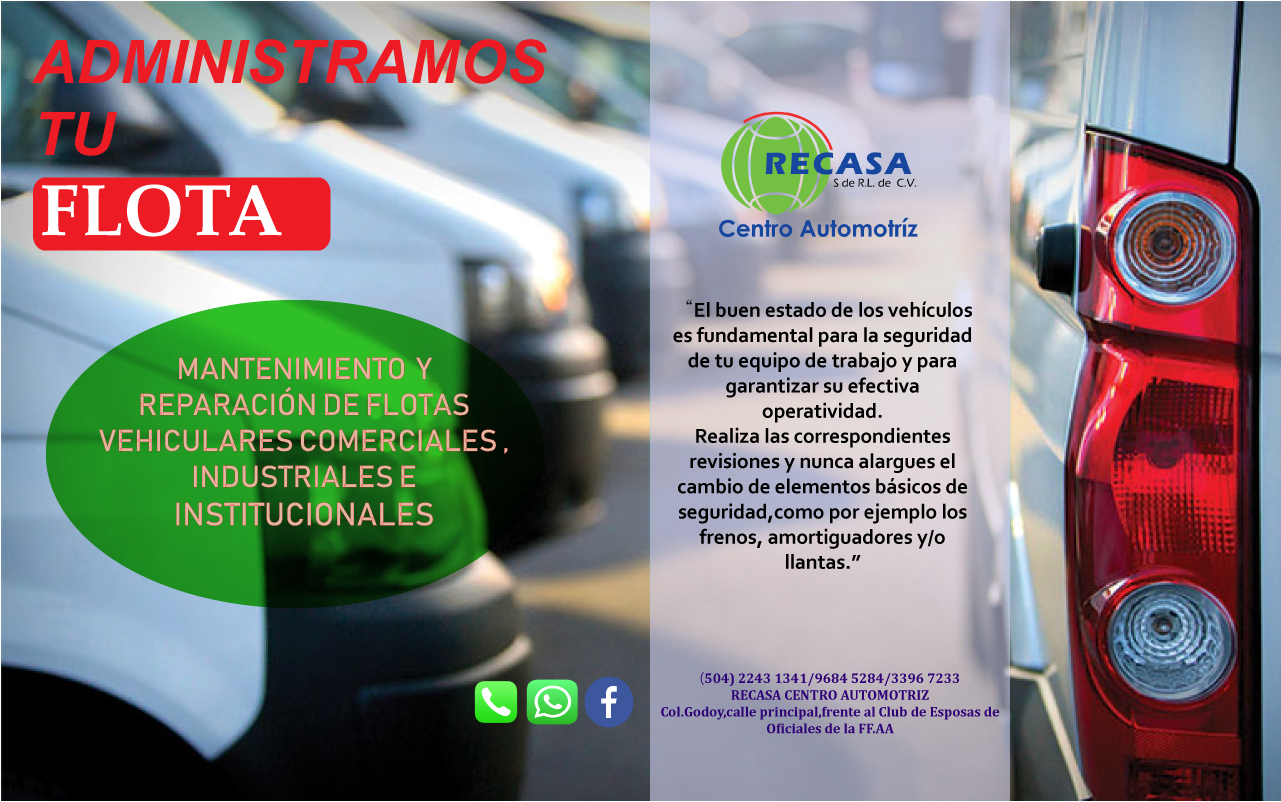 ADMINISTRAMOS
TU
FLOTA
MANTENIMIENTO Y
REPARACIÓN DE FLOTAS
VEHICULARES COMERCIALES ,
INDUSTRIALES E
INSTITUCIONALES
RECASA
S de R.L. de C.V.
Centro Automotríz
“El buen estado de los vehículos
es fundamental para la seguridad
de tu equipo de trabajo y para
garantizar su efectiva
operatividad.
Realiza las correspondientes
revisiones y nunca alargues el
cambio de elementos básicos de
seguridad,como por ejemplo los
frenos, amortiguadores y/o
llantas.”
(504) 2243 1341/9684 5284/3396 7233
RECASA CENTRO AUTOMOTRIZ
Col.Godoy,calle principal,frente al Club de Esposas de
Oficiales de la FF.AA